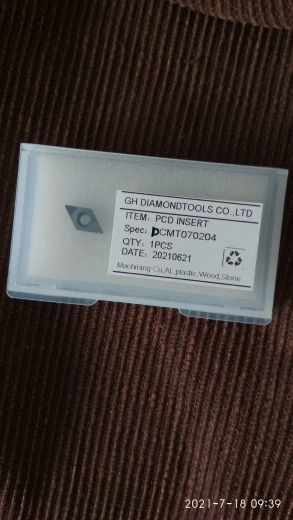 GH DIAMONDTOOLS CO.,LTD
ITEM: PCD INSERT
Spec: DCMT070204
QTY: 1PCS
DATE: 20210621
Machining Cu,AL,plastic,Wood,Stone
2021-7-18 09:39